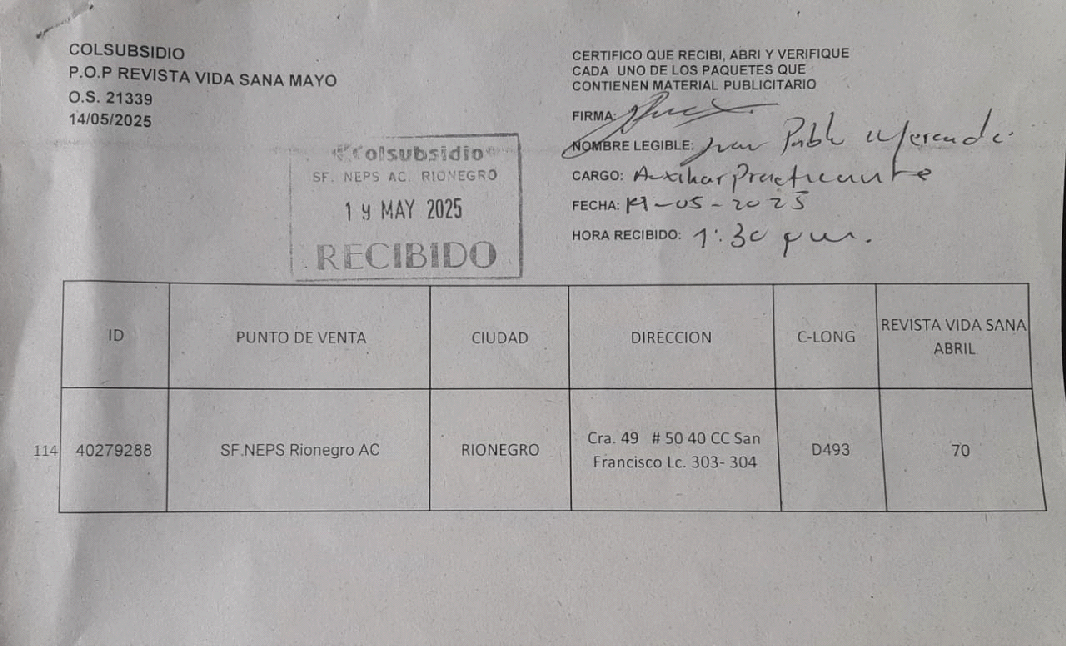 COLSUBSIDIO
P.O.P REVISTA VIDA SANA MAYO
O.S. 21339
14/05/2025
Colsubsidio
SF. NEPS AC. RIONEGRO
19 MAY 2025
RECIBIDO
CERTIFICO QUE RECIBI, ABRI Y VERIFIQUE
CADA UNO DE LOS PAQUETES QUE
CONTIENEN MATERIAL PUBLICITARIO
FIRMA:
NOMBRE LEGIBLE: Juan Pablo
CARGO: Auxiliar Practicante
FECHA: 19-05-2025
HORA RECIBIDO: 1:30 pm.
ID PUNTO DE VENTA CIUDAD DIRECCION C-LONG REVISTA VIDA SANA
ABRIL
114 40279288 SF.NEPS Rionegro AC RIONEGRO Cra. 49 # 50 40 CC San D493 70
Francisco Lc. 303- 304